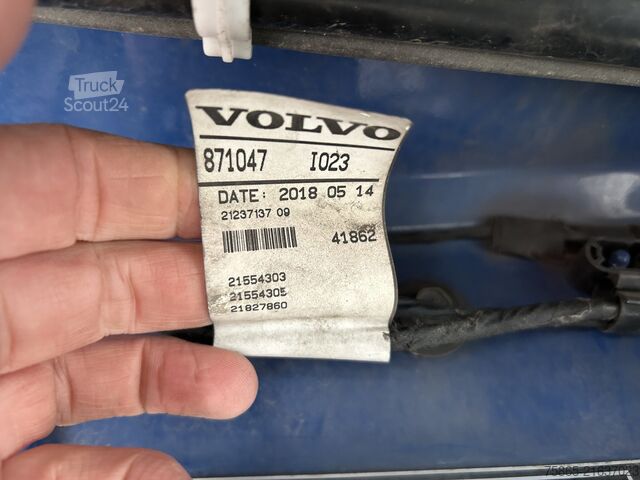 Truck
Scout24
VOLVO
871047 I023
DATE: 2018 05 14
21237137 09
41862
21554303
21554305
21827860